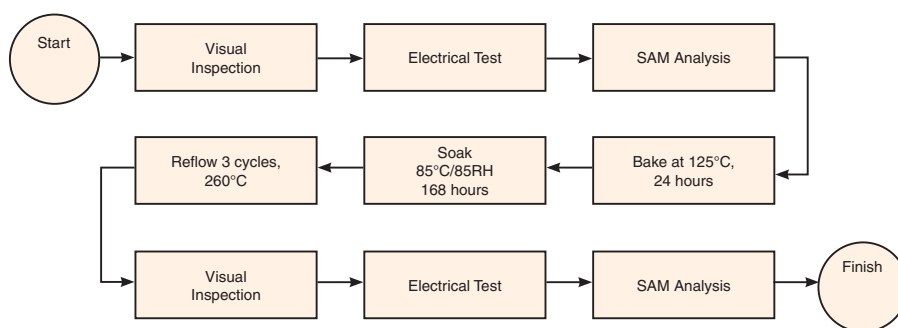 Start
Visual
Inspection
Electrical Test
SAM Analysis
Reflow 3 cycles,
260°C
Soak
85°C/85RH
168 hours
Bake at 125°C,
24 hours
Visual
Inspection
Electrical Test
SAM Analysis
Finish